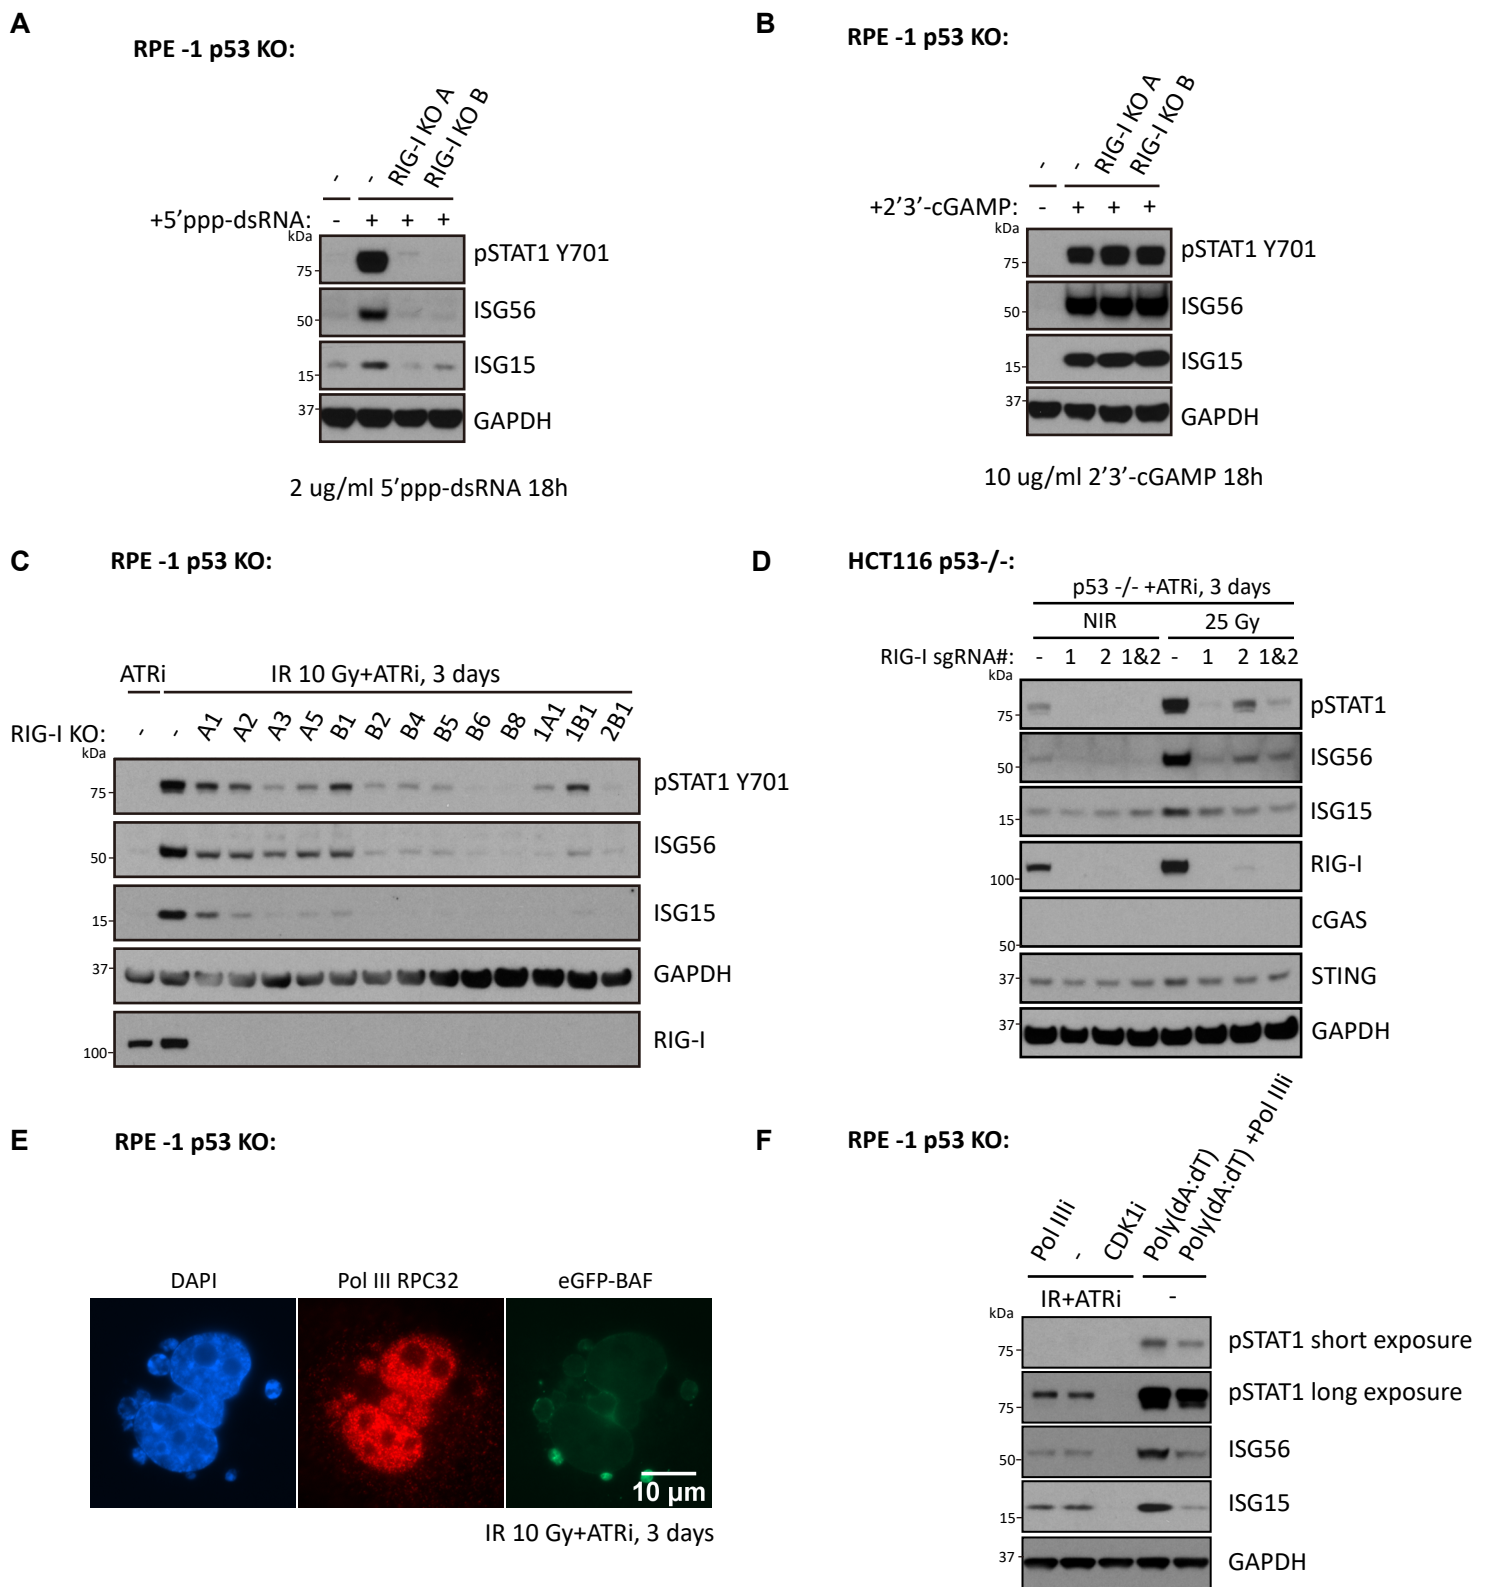 A
RPE -1 p53 KO:
- - RIG-I KO A RIG-I KO B
+5'ppp-dsRNA: - + + +
kDa
75 pSTAT1 Y701
50 ISG56
15 ISG15
37 GAPDH
2 ug/ml 5'ppp-dsRNA 18h
B
RPE -1 p53 KO:
- - RIG-I KO A RIG-I KO B
+2'3'-cGAMP: - + + +
kDa
75 pSTAT1 Y701
50 ISG56
15 ISG15
37 GAPDH
10 ug/ml 2'3'-cGAMP 18h
C
RPE -1 p53 KO:
ATRi IR 10 Gy+ATRi, 3 days
RIG-I KO: - - A1 A2 A3 A5 B1 B2 B4 B5 B6 B8 1A1 1B1 2B1
kDa
75 pSTAT1 Y701
50 ISG56
15 ISG15
37 GAPDH
100 RIG-I
D
HCT116 p53-/-:
p53 -/- +ATRi, 3 days
NIR 25 Gy
RIG-I sgRNA#: - 1 2 1&2 - 1 2 1&2
kDa
75 pSTAT1
50 ISG56
15 ISG15
100 RIG-I
50 cGAS
37 STING
37 GAPDH
E
RPE -1 p53 KO:
DAPI Pol III RPC32 eGFP-BAF
10 µm
IR 10 Gy+ATRi, 3 days
F
RPE -1 p53 KO:
Pol IIIi - CDK1i Poly(dA:dT) Poly(dA:dT) +Pol IIIi
IR+ATRi -
kDa
75 pSTAT1 short exposure
75 pSTAT1 long exposure
50 ISG56
15 ISG15
37 GAPDH